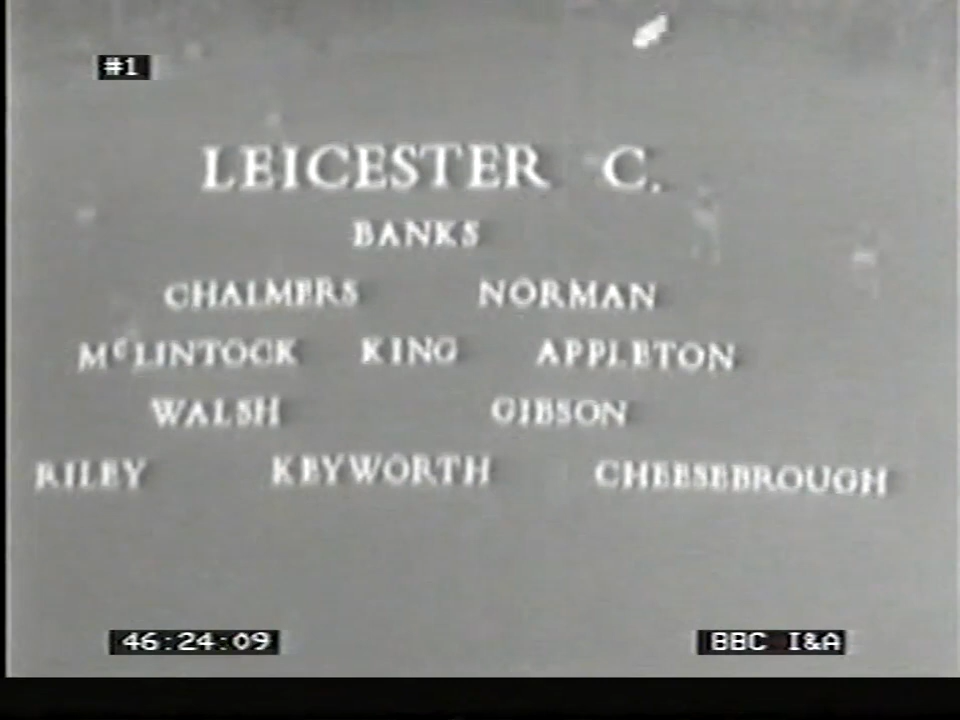 #1
LEICESTER C.
BANKS
CHALMERS NORMAN
McLINTOCK KING APPLETON
WALSH GIBSON
RILEY KEYWORTH CHEESEBROUGH
46:24:09 BBC I&A